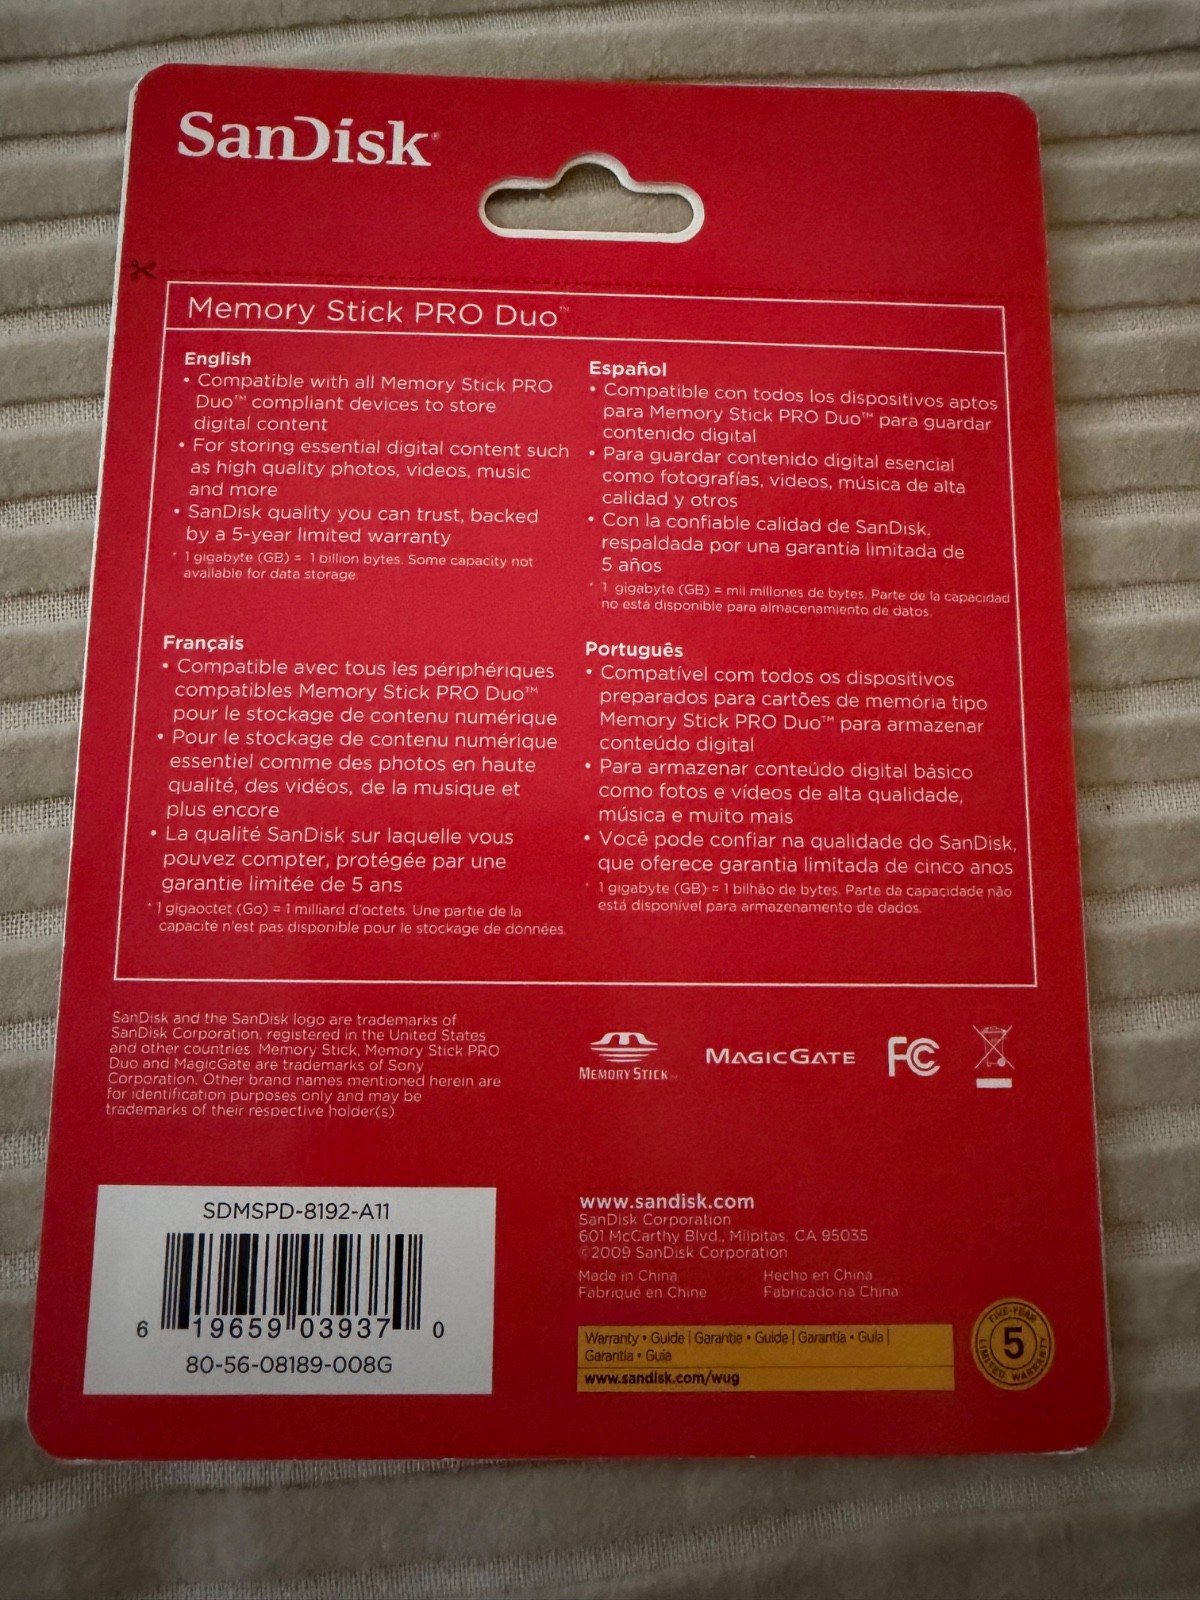 SanDisk®
Memory Stick PRO Duo™
English
• Compatible with all Memory Stick PRO
Duo™ compliant devices to store
digital content
• For storing essential digital content such
as high quality photos, videos, music
and more
• SanDisk quality you can trust, backed
by a 5-year limited warranty
* 1 gigabyte (GB) = 1 billion bytes. Some capacity not
available for data storage.
Español
• Compatible con todos los dispositivos aptos
para Memory Stick PRO Duo™ para guardar
contenido digital
• Para guardar contenido digital esencial
como fotografías, videos, música de alta
calidad y otros
• Con la confiable calidad de SanDisk,
respaldada por una garantía limitada de
5 años
* 1 gigabyte (GB) = mil millones de bytes. Parte de la capacidad
no está disponible para almacenamiento de datos.
Français
• Compatible avec tous les périphériques
compatibles Memory Stick PRO Duo™
pour le stockage de contenu numérique
• Pour le stockage de contenu numérique
essentiel comme des photos en haute
qualité, des vidéos, de la musique et
plus encore
• La qualité SanDisk sur laquelle vous
pouvez compter, protégée par une
garantie limitée de 5 ans
* 1 gigaoctet (Go) = 1 milliard d'octets. Une partie de la
capacité n'est pas disponible pour le stockage de données.
Português
• Compatível com todos os dispositivos
preparados para cartões de memória tipo
Memory Stick PRO Duo™ para armazenar
conteúdo digital
• Para armazenar conteúdo digital básico
como fotos e vídeos de alta qualidade,
música e muito mais
• Você pode confiar na qualidade do SanDisk,
que oferece garantia limitada de cinco anos
* 1 gigabyte (GB) = 1 bilhão de bytes. Parte da capacidade não
está disponível para armazenamento de dados.
SanDisk and the SanDisk logo are trademarks of
SanDisk Corporation, registered in the United States
and other countries. Memory Stick, Memory Stick PRO
Duo and MagicGate are trademarks of Sony
Corporation. Other brand names mentioned herein are
for identification purposes only and may be
trademarks of their respective holder(s).
MEMORY STICK™
MAGICGATE
FC
SDMSPD-8192-A11
6 19659 03937 0
80-56-08189-008G
www.sandisk.com
SanDisk Corporation
601 McCarthy Blvd., Milpitas, CA 95035
©2009 SanDisk Corporation
Made in China
Hecho en China
Fabriqué en Chine
Fabricado na China
Warranty • Guide | Garantie • Guide | Garantía • Guía |
Garantia • Guia
www.sandisk.com/wug
FIVE-YEAR
5
LIMITED WARRANTY